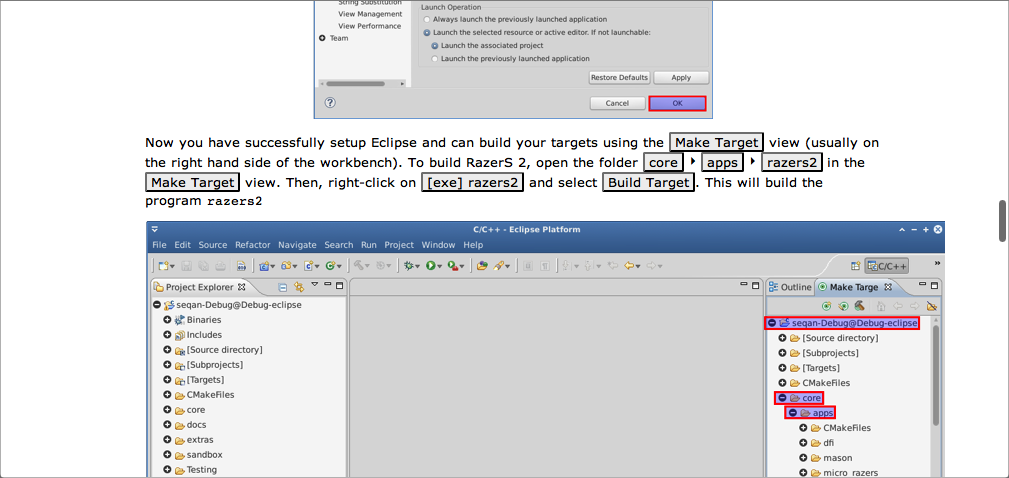 String Substitution
View Management
View Performance
Team
Launch Operation
Always launch the previously launched application
Launch the selected resource or active editor. If not launchable:
Launch the associated project
Launch the previously launched application
Restore Defaults Apply
Cancel OK
Now you have successfully setup Eclipse and can build your targets using the Make Target view (usually on
the right hand side of the workbench). To build RazerS 2, open the folder core apps razers2 in the
Make Target view. Then, right-click on [exe] razers2 and select Build Target. This will build the
program razers2
C/C++ - Eclipse Platform
File Edit Source Refactor Navigate Search Run Project Window Help
C/C++
Project Explorer
seqan-Debug@Debug-eclipse
Binaries
Includes
[Source directory]
[Subprojects]
[Targets]
CMakeFiles
core
docs
extras
sandbox
Testing
Outline Make Targe
seqan-Debug@Debug-eclipse
[Source directory]
[Subprojects]
[Targets]
CMakeFiles
core
apps
CMakeFiles
dfi
mason
micro_razers